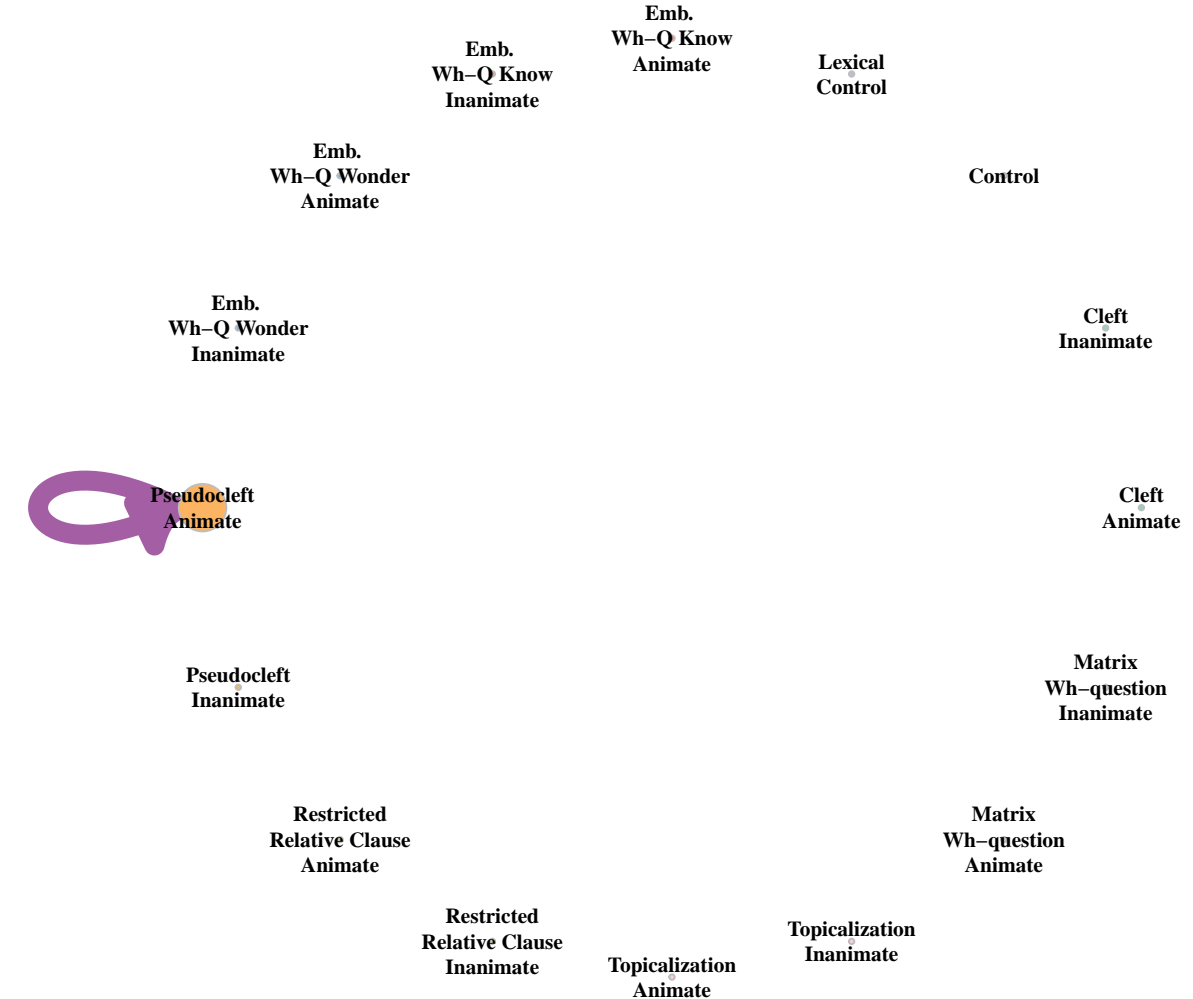 Emb.
Wh−Q Know
Animate
Emb.
Wh−Q Know
Inanimate
Lexical
Control
Emb.
Wh−Q Wonder
Animate
Control
Emb.
Wh−Q Wonder
Inanimate
Cleft
Inanimate
Pseudocleft
Animate
Cleft
Animate
Pseudocleft
Inanimate
Matrix
Wh−question
Inanimate
Restricted
Relative Clause
Animate
Matrix
Wh−question
Animate
Restricted
Relative Clause
Inanimate
Topicalization
Inanimate
Topicalization
Animate